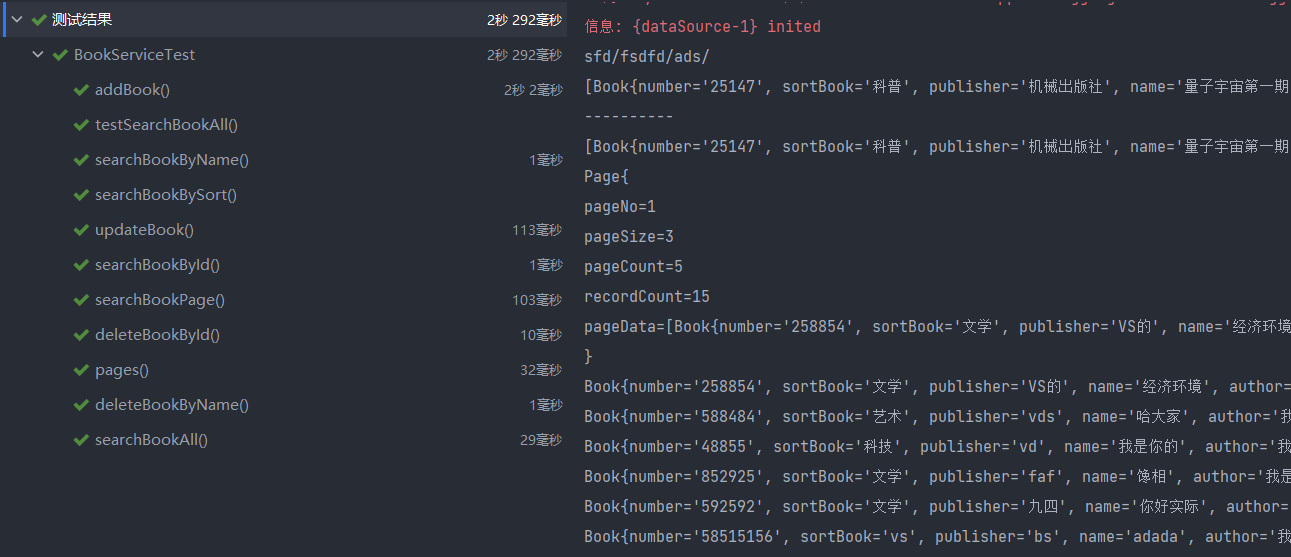 测试结果 2秒 292毫秒
BookServiceTest 2秒 292毫秒
addBook() 2秒 2毫秒
testSearchBookAll()
searchBookByName() 1毫秒
searchBookBySort()
updateBook() 113毫秒
searchBookById() 1毫秒
searchBookPage() 103毫秒
deleteBookById() 10毫秒
pages() 32毫秒
deleteBookByName() 1毫秒
searchBookAll() 29毫秒
信息: {dataSource-1} inited
sfd/fsdfd/ads/
[Book{number='25147', sortBook='科普', publisher='机械出版社', name='量子宇宙第一期
----------
[Book{number='25147', sortBook='科普', publisher='机械出版社', name='量子宇宙第一期
Page{
pageNo=1
pageSize=3
pageCount=5
recordCount=15
pageData=[Book{number='258854', sortBook='文学', publisher='VS的', name='经济环境
}
Book{number='258854', sortBook='文学', publisher='VS的', name='经济环境', author=
Book{number='588484', sortBook='艺术', publisher='vds', name='哈大家', author='我
Book{number='48855', sortBook='科技', publisher='vd', name='我是你的', author='我
Book{number='852925', sortBook='文学', publisher='faf', name='馋相', author='我是
Book{number='592592', sortBook='文学', publisher='九四', name='你好实际', author=
Book{number='58515156', sortBook='vs', publisher='bs', name='adada', author='我